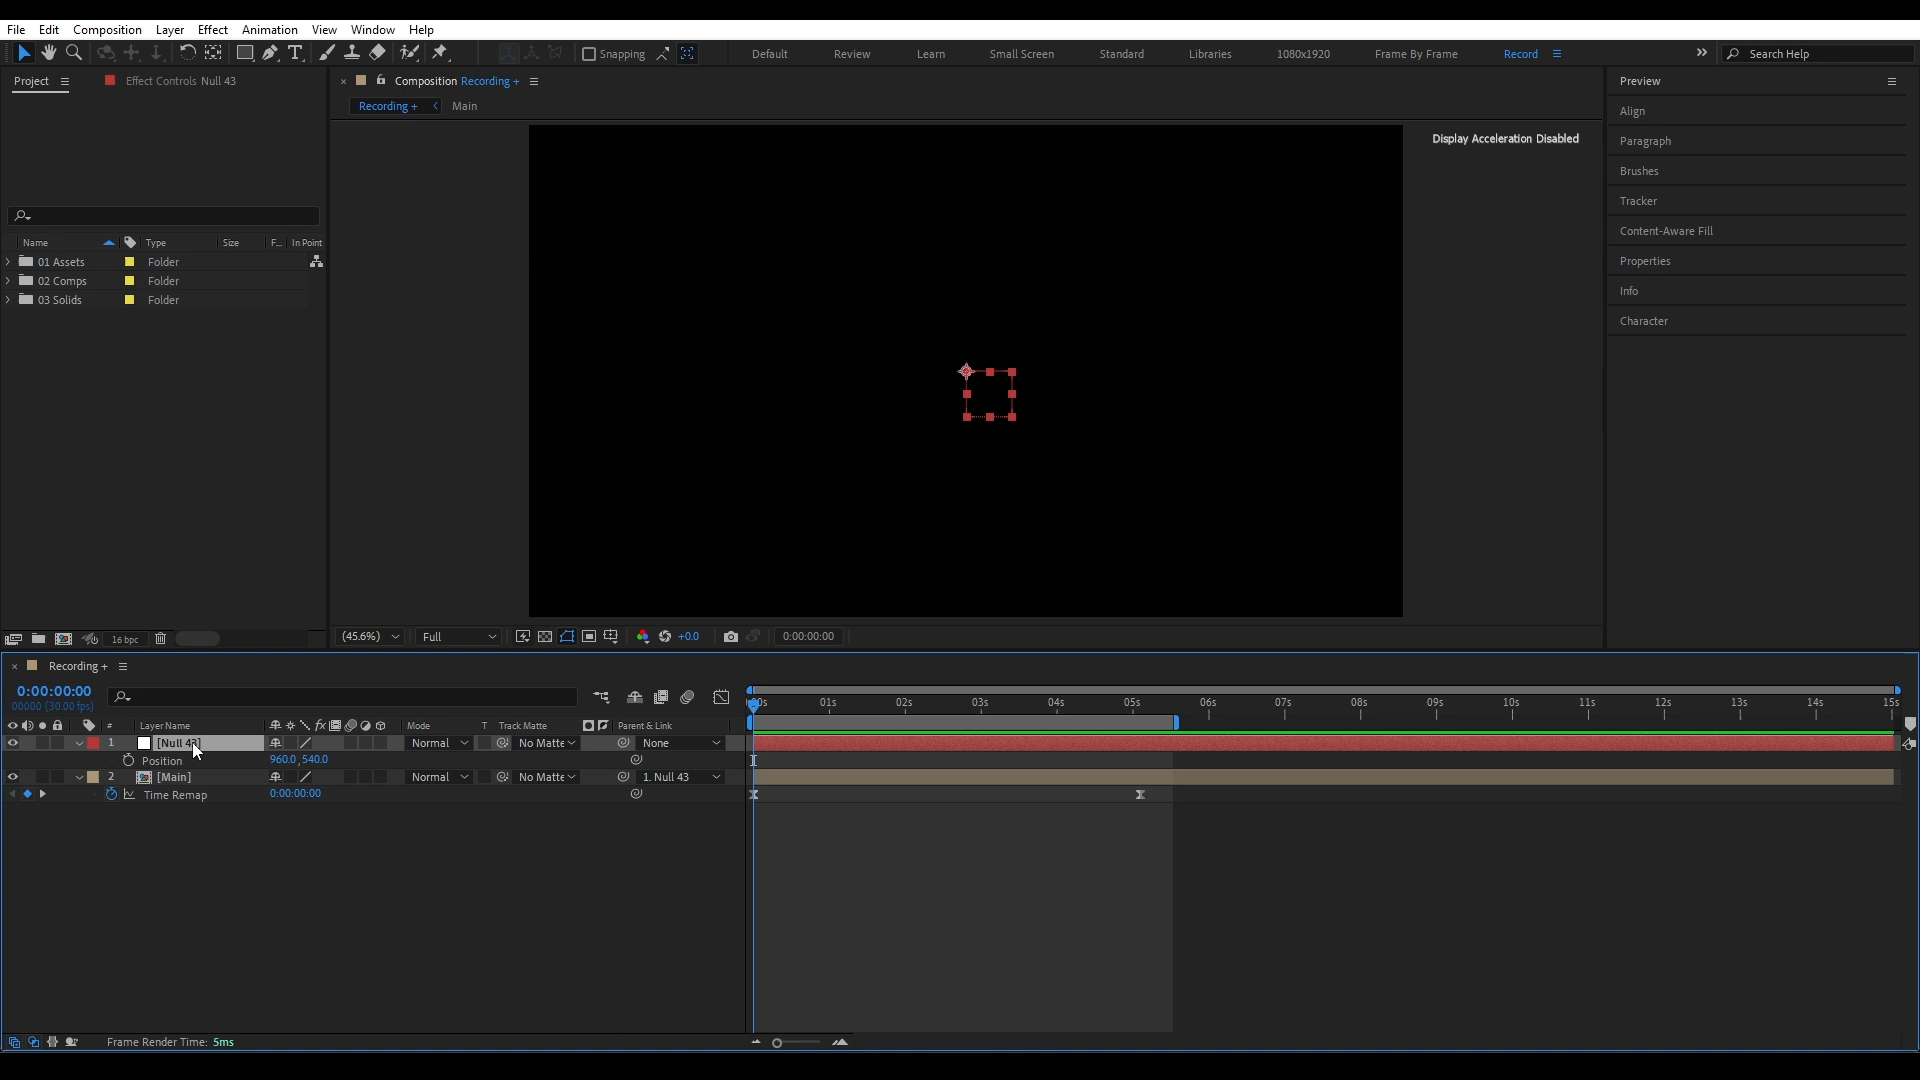 File Edit Composition Layer Effect Animation View Window Help
Snapping Default Review Learn Small Screen Standard Libraries 1080x1920 Frame By Frame Record Search Help
Project Effect Controls Null 43 Composition Recording + Preview
Recording + Main
Align
Display Acceleration Disabled
Paragraph
Brushes
Tracker
Content-Aware Fill
Properties
Info
Character
Name Type Size F... In Point
01 Assets Folder
02 Comps Folder
03 Solids Folder
16 bpc (45.6%) Full +0.0 0:00:00:00
Recording +
0:00:00:00
00000 (30.00 fps)
01s 02s 03s 04s 05s 06s 07s 08s 09s 10s 11s 12s 13s 14s 15s
# Layer Name Mode T Track Matte Parent & Link
1 [Null 43] Normal No Matte None
Position 960.0, 540.0
2 [Main] Normal No Matte 1. Null 43
Time Remap 0:00:00:00
Frame Render Time: 5ms